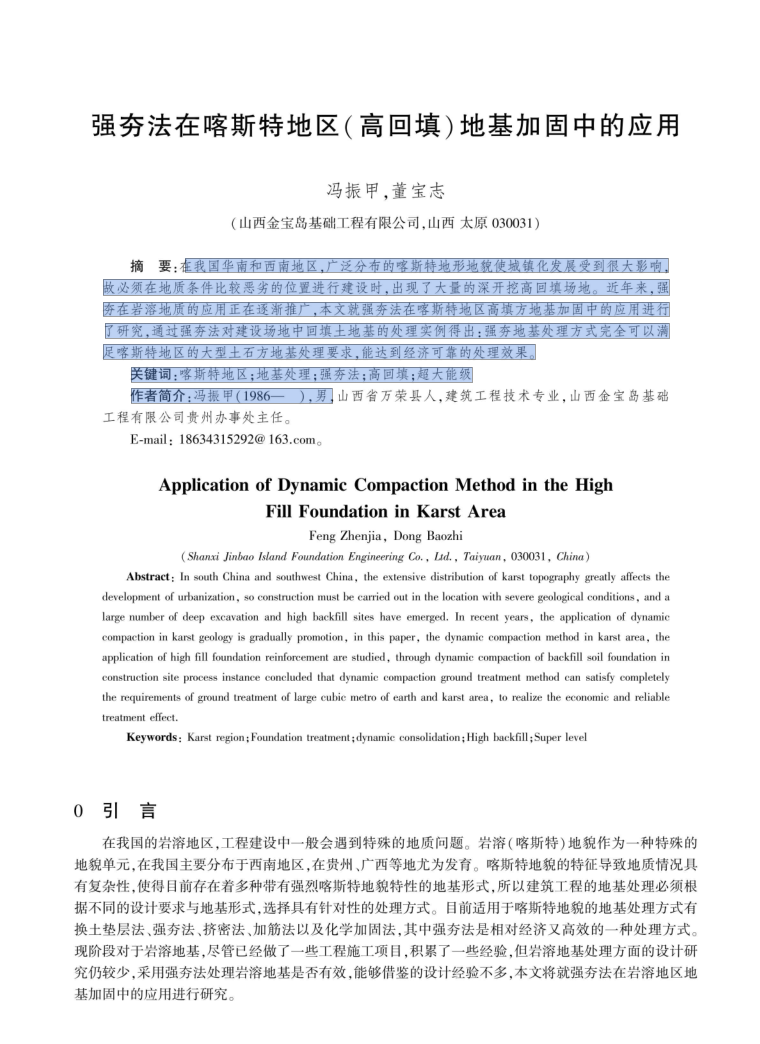 强夯法在喀斯特地区(高回填)地基加固中的应用
冯振甲,董宝志
(山西金宝岛基础工程有限公司,山西 太原 030031)
摘 要:在我国华南和西南地区,广泛分布的喀斯特地形地貌使城镇化发展受到很大影响,
故必须在地质条件比较恶劣的位置进行建设时,出现了大量的深开挖高回填场地。近年来,强
夯在岩溶地质的应用正在逐渐推广,本文就强夯法在喀斯特地区高填方地基加固中的应用进行
了研究,通过强夯法对建设场地中回填土地基的处理实例得出:强夯地基处理方式完全可以满
足喀斯特地区的大型土石方地基处理要求,能达到经济可靠的处理效果。
关键词:喀斯特地区;地基处理;强夯法;高回填;超大能级
作者简介:冯振甲(1986— ),男,山西省万荣县人,建筑工程技术专业,山西金宝岛基础
工程有限公司贵州办事处主任。
E-mail: 18634315292@163.com。
Application of Dynamic Compaction Method in the High
Fill Foundation in Karst Area
Feng Zhenjia, Dong Baozhi
(Shanxi Jinbao Island Foundation Engineering Co., Ltd., Taiyuan, 030031, China)
Abstract: In south China and southwest China, the extensive distribution of karst topography greatly affects the
development of urbanization, so construction must be carried out in the location with severe geological conditions, and a
large number of deep excavation and high backfill sites have emerged. In recent years, the application of dynamic
compaction in karst geology is gradually promotion, in this paper, the dynamic compaction method in karst area, the
application of high fill foundation reinforcement are studied, through dynamic compaction of backfill soil foundation in
construction site process instance concluded that dynamic compaction ground treatment method can satisfy completely
the requirements of ground treatment of large cubic metro of earth and karst area, to realize the economic and reliable
treatment effect.
Keywords: Karst region;Foundation treatment;dynamic consolidation;High backfill;Super level
0 引 言
在我国的岩溶地区,工程建设中一般会遇到特殊的地质问题。岩溶(喀斯特)地貌作为一种特殊的
地貌单元,在我国主要分布于西南地区,在贵州、广西等地尤为发育。喀斯特地貌的特征导致地质情况具
有复杂性,使得目前存在着多种带有强烈喀斯特地貌特性的地基形式,所以建筑工程的地基处理必须根
据不同的设计要求与地基形式,选择具有针对性的处理方式。目前适用于喀斯特地貌的地基处理方式有
换土垫层法、强夯法、挤密法、加筋法以及化学加固法,其中强夯法是相对经济又高效的一种处理方式。
现阶段对于岩溶地基,尽管已经做了一些工程施工项目,积累了一些经验,但岩溶地基处理方面的设计研
究仍较少,采用强夯法处理岩溶地基是否有效,能够借鉴的设计经验不多,本文将就强夯法在岩溶地区地
基加固中的应用进行研究。